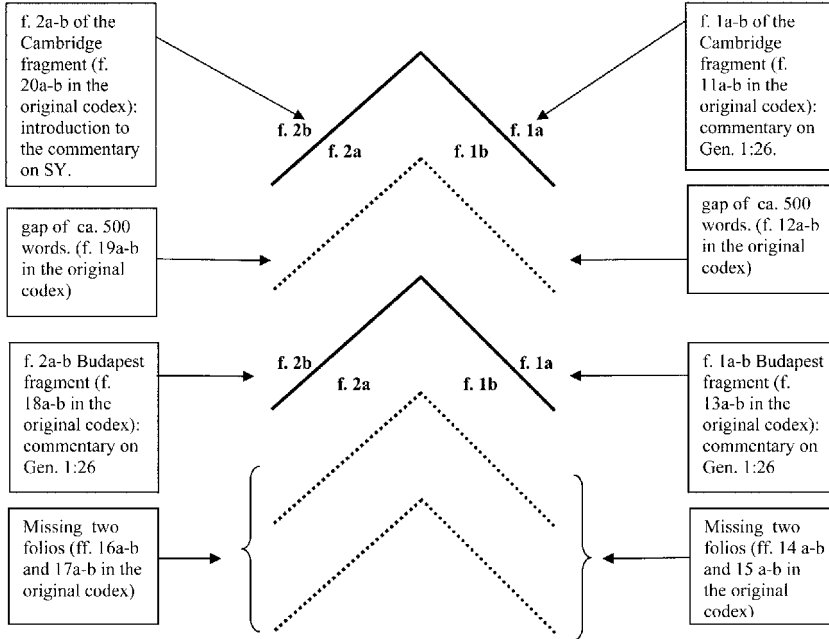 f. 2a-b of the
Cambridge
fragment (f.
20a-b in the
original codex):
introduction to
the commentary
on SY.
f. 1a-b of the
Cambridge
fragment (f.
11a-b in the
original codex):
commentary on
Gen. 1:26.
f. 2b
f. 1a
f. 2a
f. 1b
gap of ca. 500
words. (f. 19a-b
in the original
codex)
gap of ca. 500
words. (f. 12a-b
in the original
codex)
f. 2a-b Budapest
fragment (f.
18a-b in the
original codex):
commentary on
Gen. 1:26
f. 2b
f. 1a
f. 2a
f. 1b
f. 1a-b Budapest
fragment (f.
13a-b in the
original codex):
commentary on
Gen. 1:26
Missing two
folios (ff. 16a-b
and 17a-b in the
original codex)
Missing two
folios (ff. 14 a-b
and 15 a-b in
the original
codex)